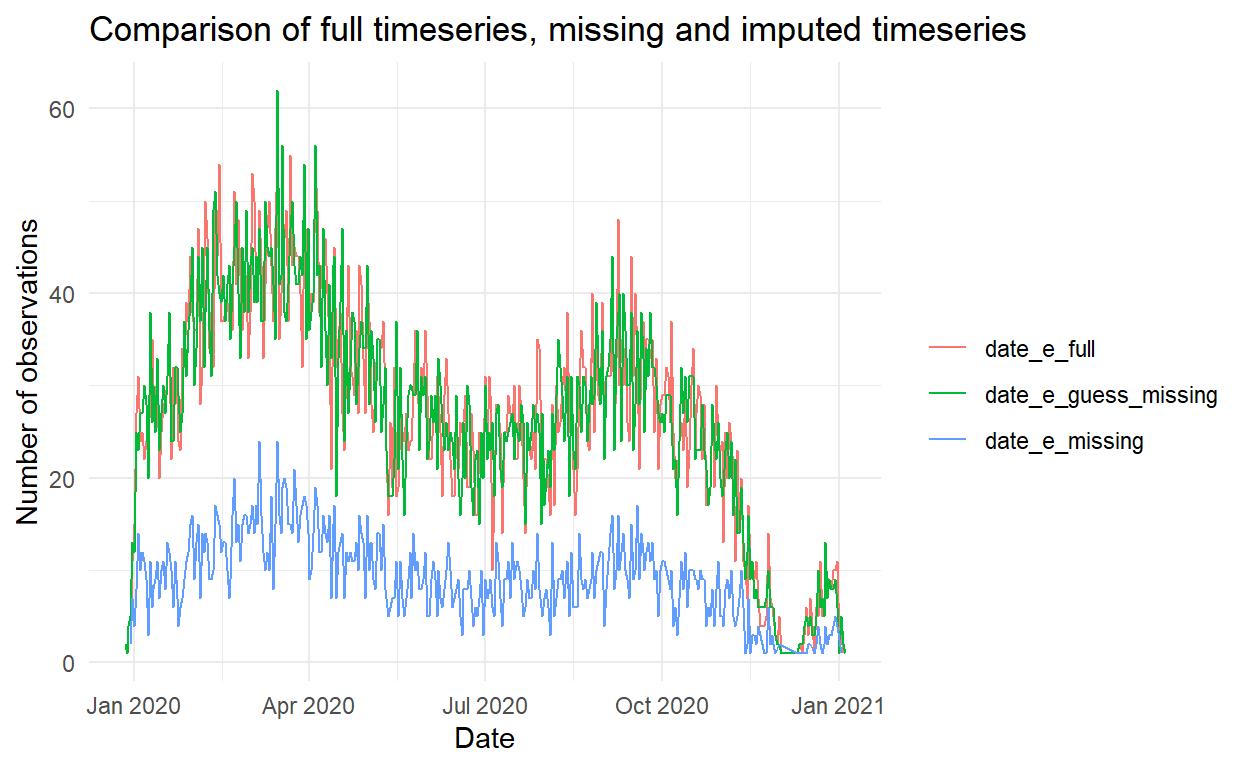 Comparison of full timeseries, missing and imputed timeseries
Number of observations
60
40
20
0
Jan 2020 Apr 2020 Jul 2020 Oct 2020 Jan 2021
Date
date_e_full
date_e_guess_missing
date_e_missing